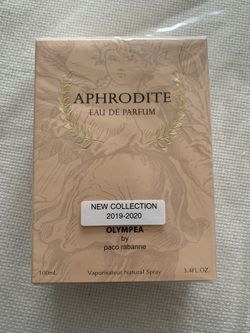 APHRODITE
EAU DE PARFUM
NEW COLLECTION
2019-2020
OLYMPEA
by
paco rabanne
100mL Vaporisateur Natural Spray 3.4FL.OZ.